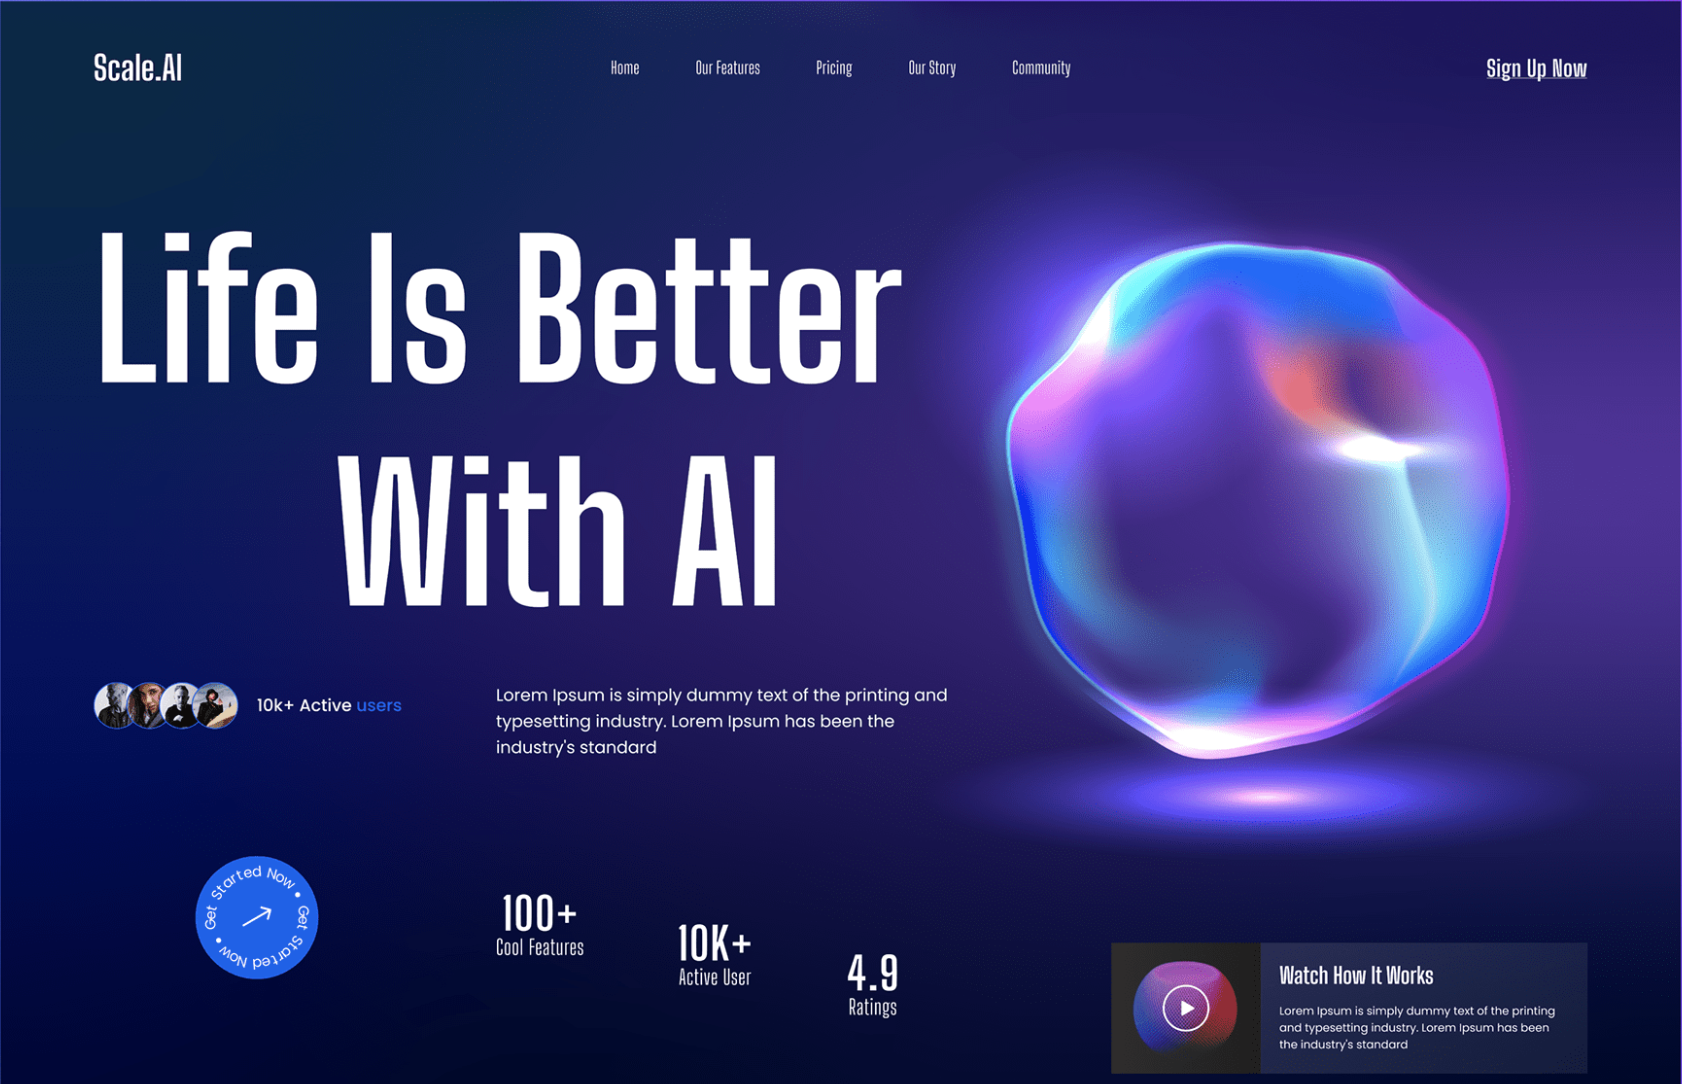 Scale.AI
Home
Our Features
Pricing
Our Story
Community
Sign Up Now
Life Is Better
With AI
10k+ Active users
Lorem Ipsum is simply dummy text of the printing and
typesetting industry. Lorem Ipsum has been the
industry's standard
Get Started Now • Get Started Now •
100+
Cool Features
10K+
Active User
4.9
Ratings
Watch How It Works
Lorem Ipsum is simply dummy text of the printing
and typesetting industry. Lorem Ipsum has been
the industry's standard